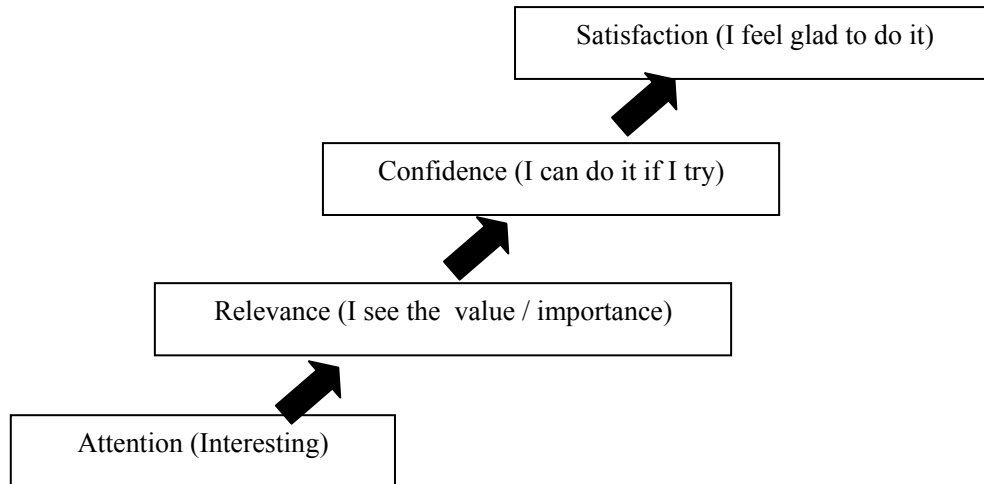 Satisfaction (I feel glad to do it)
Confidence (I can do it if I try)
Relevance (I see the  value / importance)
Attention (Interesting)